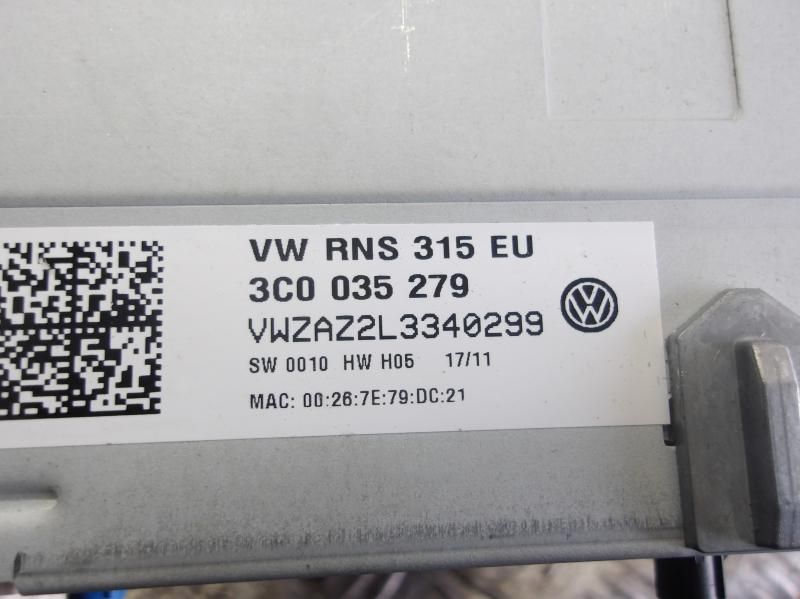 VW RNS 315 EU
3C0 035 279
VWZAZ2L3340299
SW 0010 HW H05 17/11
MAC: 00:26:7E:79:DC:21